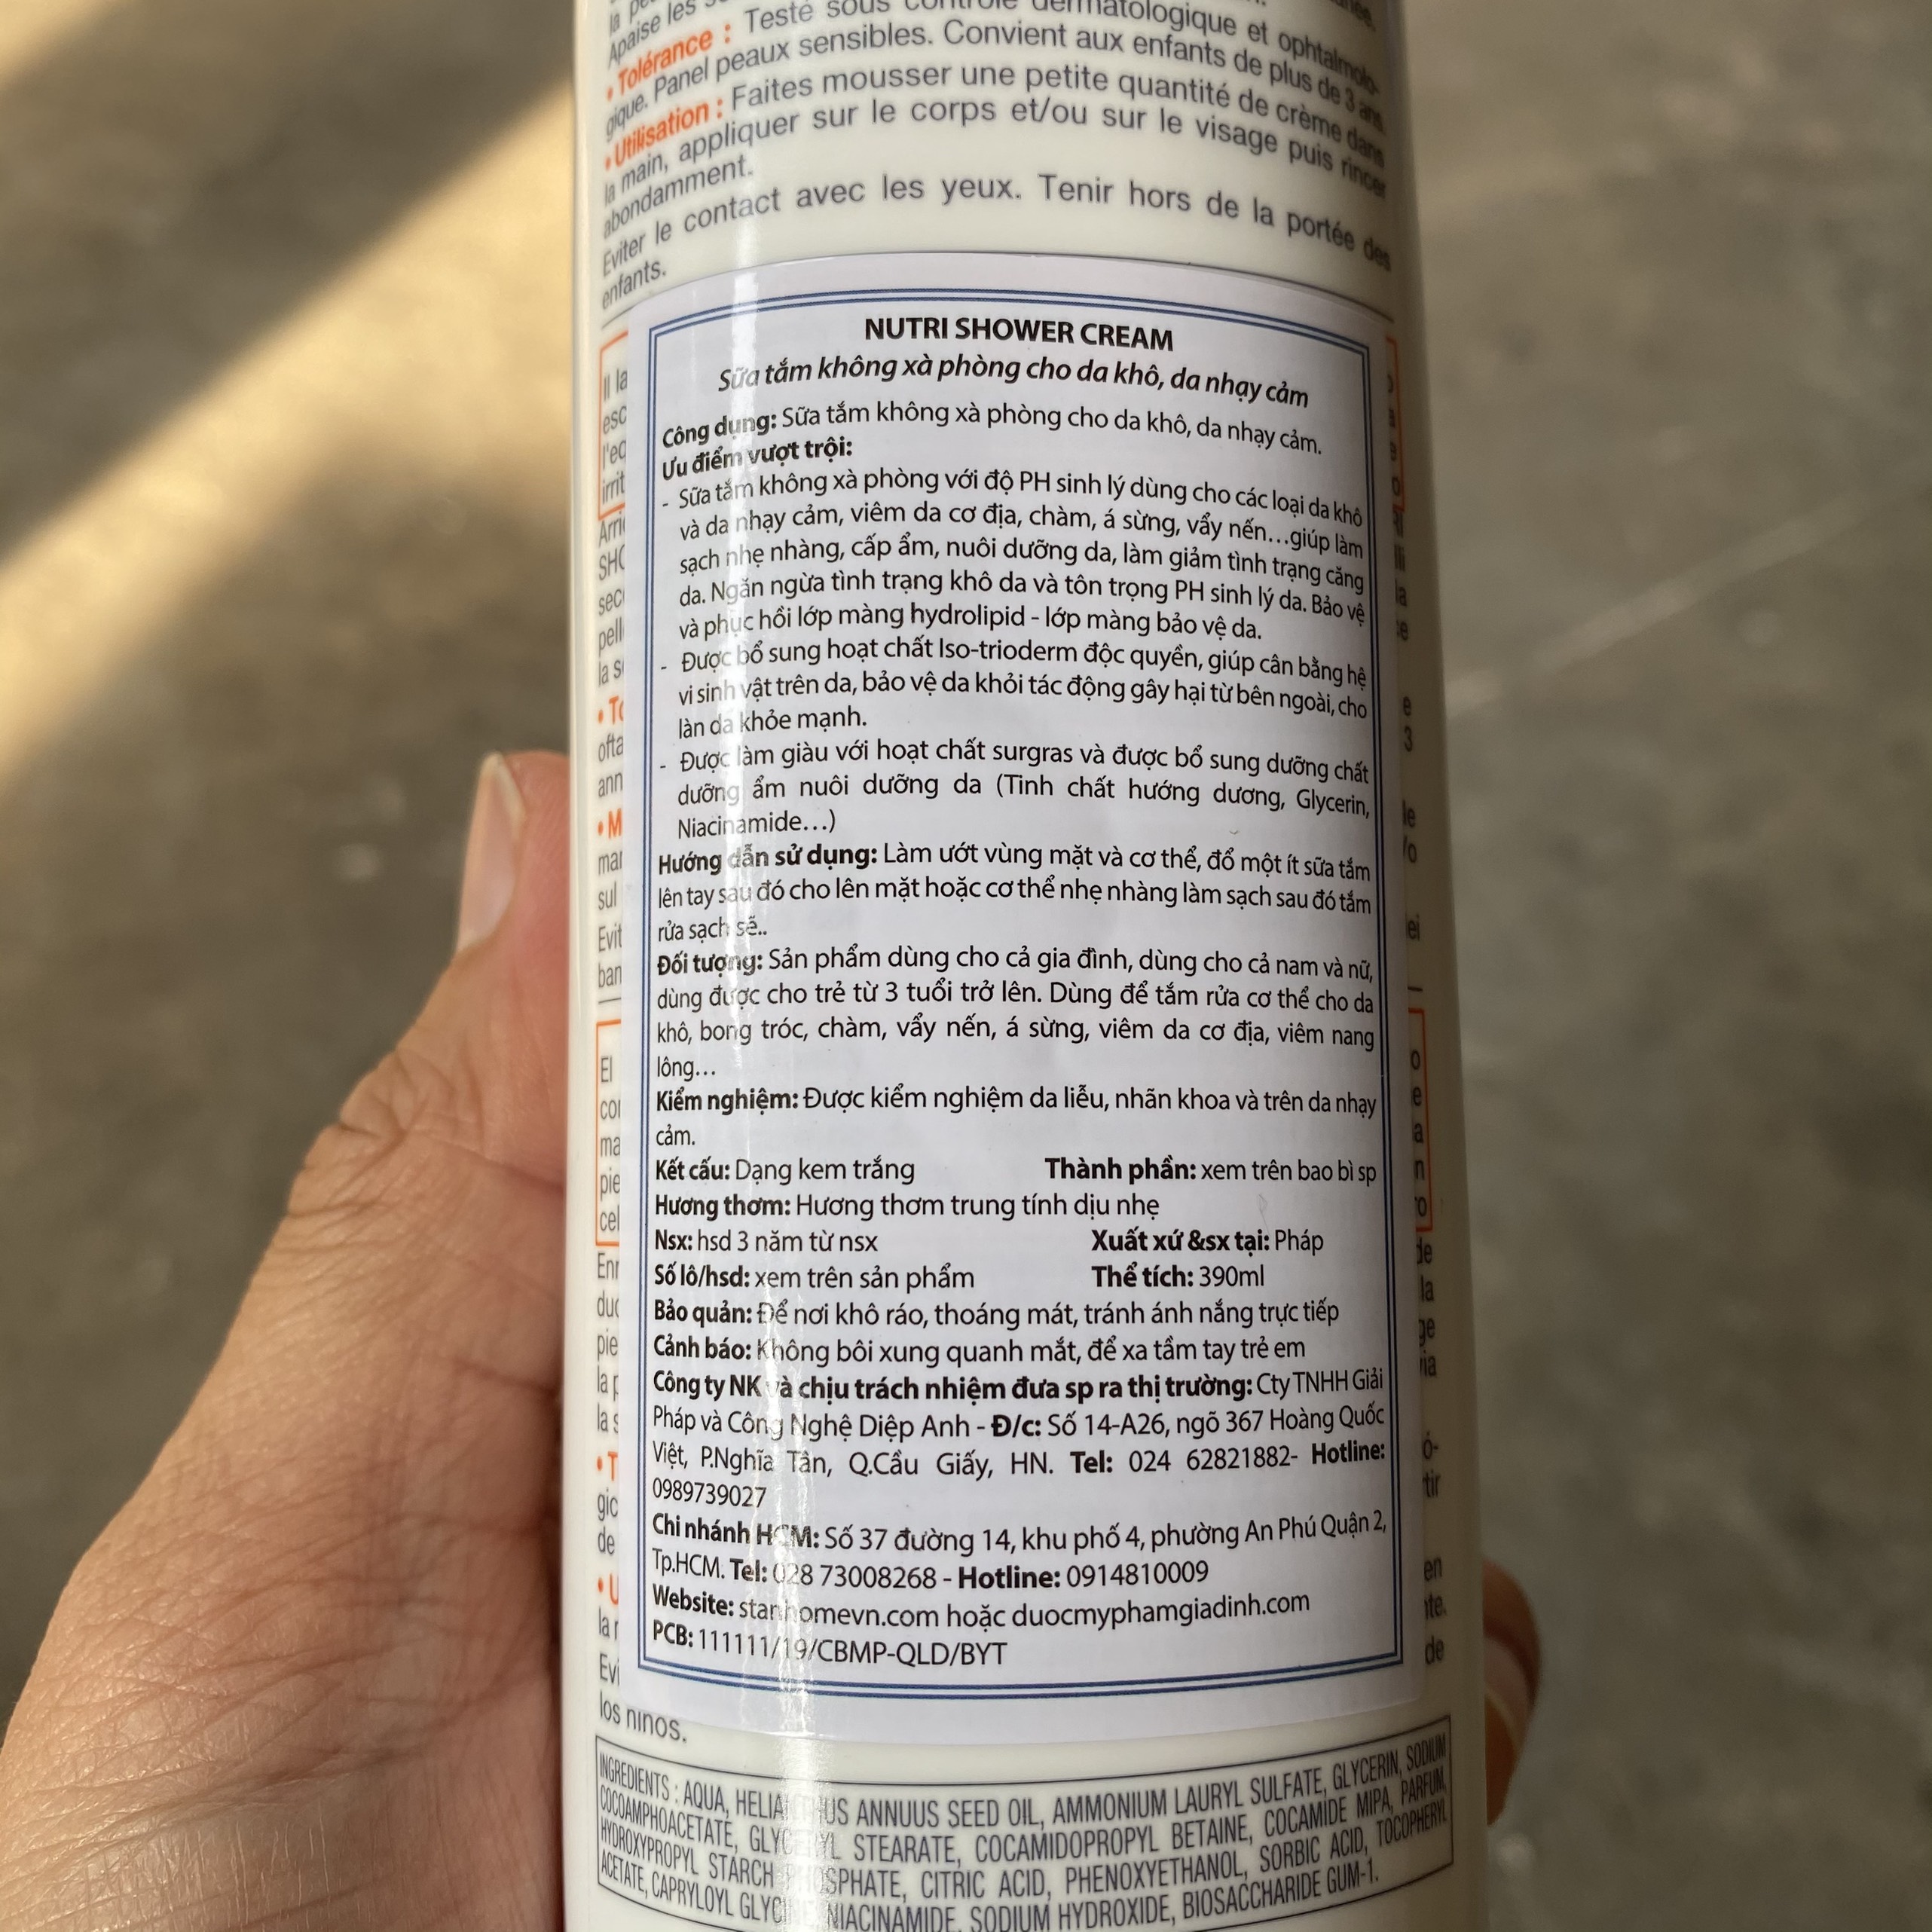 Apaise les
• Tolérance : Testé sous contrôle dermatologique et ophtalmolo-
gique. Panel peaux sensibles. Convient aux enfants de plus de 3 ans.
• Utilisation : Faites mousser une petite quantité de crème dans
la main, appliquer sur le corps et/ou sur le visage puis rincer
abondamment.
Eviter le contact avec les yeux. Tenir hors de la portée des
enfants.
NUTRI SHOWER CREAM
Sữa tắm không xà phòng cho da khô, da nhạy cảm
Công dụng: Sữa tắm không xà phòng cho da khô, da nhạy cảm.
Ưu điểm vượt trội:
- Sữa tắm không xà phòng với độ PH sinh lý dùng cho các loại da khô
và da nhạy cảm, viêm da cơ địa, chàm, á sừng, vẩy nến...giúp làm
sạch nhẹ nhàng, cấp ẩm, nuôi dưỡng da, làm giảm tình trạng căng
da. Ngăn ngừa tình trạng khô da và tôn trọng PH sinh lý da. Bảo vệ
và phục hồi lớp màng hydrolipid - lớp màng bảo vệ da.
- Được bổ sung hoạt chất Iso-trioderm độc quyền, giúp cân bằng hệ
vi sinh vật trên da, bảo vệ da khỏi tác động gây hại từ bên ngoài, cho
làn da khỏe mạnh.
- Được làm giàu với hoạt chất surgras và được bổ sung dưỡng chất
dưỡng ẩm nuôi dưỡng da (Tinh chất hướng dương, Glycerin,
Niacinamide...)
Hướng dẫn sử dụng: Làm ướt vùng mặt và cơ thể, đổ một ít sữa tắm
lên tay sau đó cho lên mặt hoặc cơ thể nhẹ nhàng làm sạch sau đó tắm
rửa sạch sẽ..
Đối tượng: Sản phẩm dùng cho cả gia đình, dùng cho cả nam và nữ,
dùng được cho trẻ từ 3 tuổi trở lên. Dùng để tắm rửa cơ thể cho da
khô, bong tróc, chàm, vẩy nến, á sừng, viêm da cơ địa, viêm nang
lông...
Kiểm nghiệm: Được kiểm nghiệm da liễu, nhãn khoa và trên da nhạy
cảm.
Kết cấu: Dạng kem trắng Thành phần: xem trên bao bì sp
Hương thơm: Hương thơm trung tính dịu nhẹ
Nsx: hsd 3 năm từ nsx Xuất xứ &sx tại: Pháp
Số lô/hsd: xem trên sản phẩm Thể tích: 390ml
Bảo quản: Để nơi khô ráo, thoáng mát, tránh ánh nắng trực tiếp
Cảnh báo: Không bôi xung quanh mắt, để xa tầm tay trẻ em
Công ty NK và chịu trách nhiệm đưa sp ra thị trường: Cty TNHH Giải
Pháp và Công Nghệ Diệp Anh - Đ/c: Số 14-A26, ngõ 367 Hoàng Quốc
Việt, P.Nghĩa Tân, Q.Cầu Giấy, HN. Tel: 024 62821882- Hotline:
0989739027
Chi nhánh HCM: Số 37 đường 14, khu phố 4, phường An Phú Quận 2,
Tp.HCM. Tel: 028 73008268 - Hotline: 0914810009
Website: stanhomevn.com hoặc duocmyphamgiadinh.com
PCB: 111111/19/CBMP-QLD/BYT
los ninos.
INGREDIENTS : AQUA, HELIANTHUS ANNUUS SEED OIL, AMMONIUM LAURYL SULFATE, GLYCERIN, SODIUM
COCOAMPHOACETATE, GLYCERYL STEARATE, COCAMIDOPROPYL BETAINE, COCAMIDE MIPA, PARFUM,
HYDROXYPROPYL STARCH PHOSPHATE, CITRIC ACID, PHENOXYETHANOL, SORBIC ACID, TOCOPHERYL
ACETATE, CAPRYLOYL GLYCINE, NIACINAMIDE, SODIUM HYDROXIDE, BIOSACCHARIDE GUM-1.